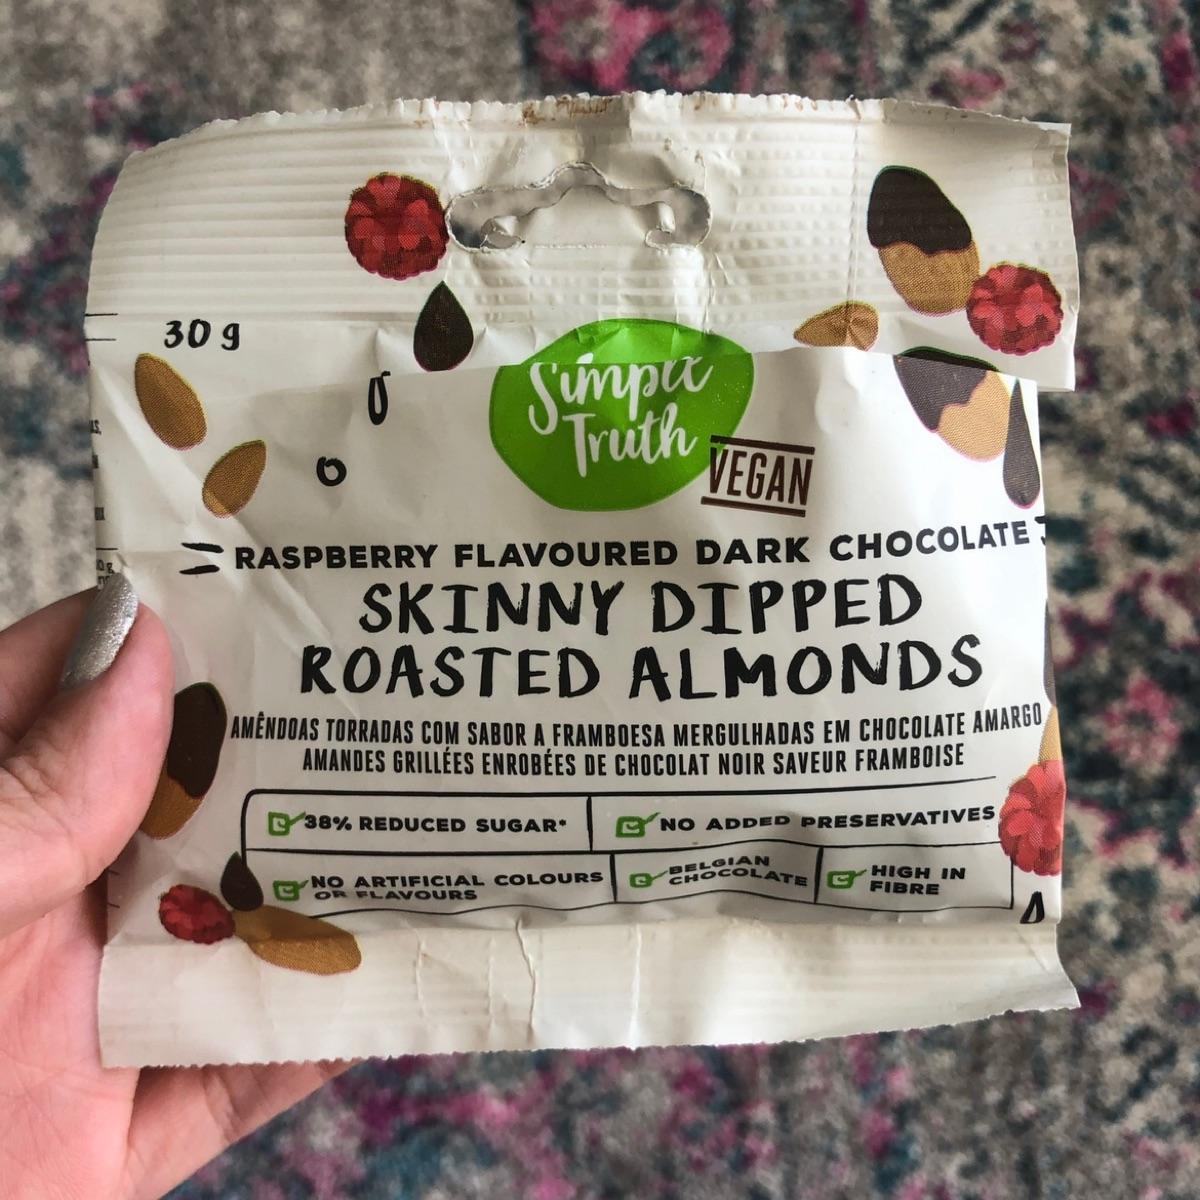 30 g
Simple
Truth
VEGAN
RASPBERRY FLAVOURED DARK CHOCOLATE
SKINNY DIPPED
ROASTED ALMONDS
AMÊNDOAS TORRADAS COM SABOR A FRAMBOESA MERGULHADAS EM CHOCOLATE AMARGO
AMANDES GRILLÉES ENROBÉES DE CHOCOLAT NOIR SAVEUR FRAMBOISE
38% REDUCED SUGAR*
NO ADDED PRESERVATIVES
NO ARTIFICIAL COLOURS
OR FLAVOURS
BELGIAN
CHOCOLATE
HIGH IN
FIBRE